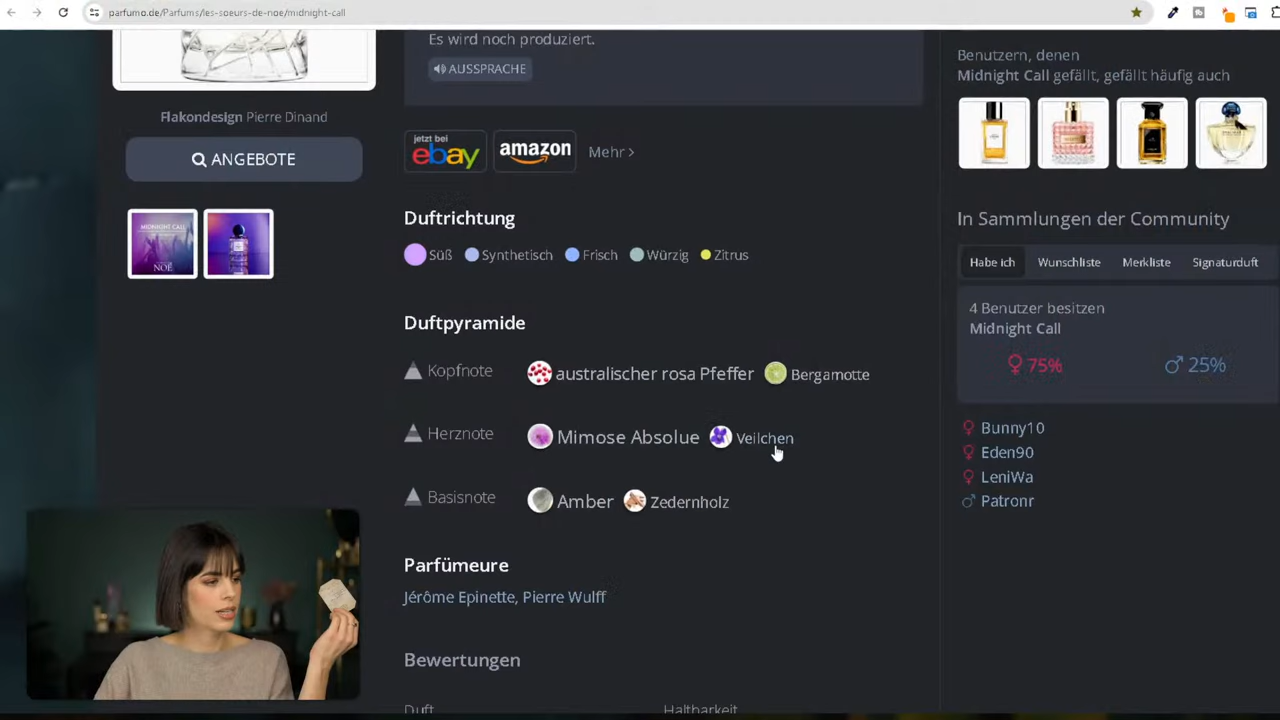 parfumo.de/Parfums/les-soeurs-de-noe/midnight-call
Es wird noch produziert.
AUSSPRACHE
Flakondesign Pierre Dinand
ANGEBOTE
jetzt bei
ebay
amazon
Mehr >
MIDNIGHT CALL
NOÉ
Duftrichtung
Süß Synthetisch Frisch Würzig Zitrus
Duftpyramide
Kopfnote australischer rosa Pfeffer Bergamotte
Herznote Mimose Absolue Veilchen
Basisnote Amber Zedernholz
Parfümeure
Jérôme Epinette, Pierre Wulff
Bewertungen
Duft Haltbarkeit
Benutzern, denen
Midnight Call gefällt, gefällt häufig auch
In Sammlungen der Community
Habe ich Wunschliste Merkliste Signaturduft
4 Benutzer besitzen
Midnight Call
♀ 75% ♂ 25%
♀ Bunny10
♀ Eden90
♀ LeniWa
♂ Patronr